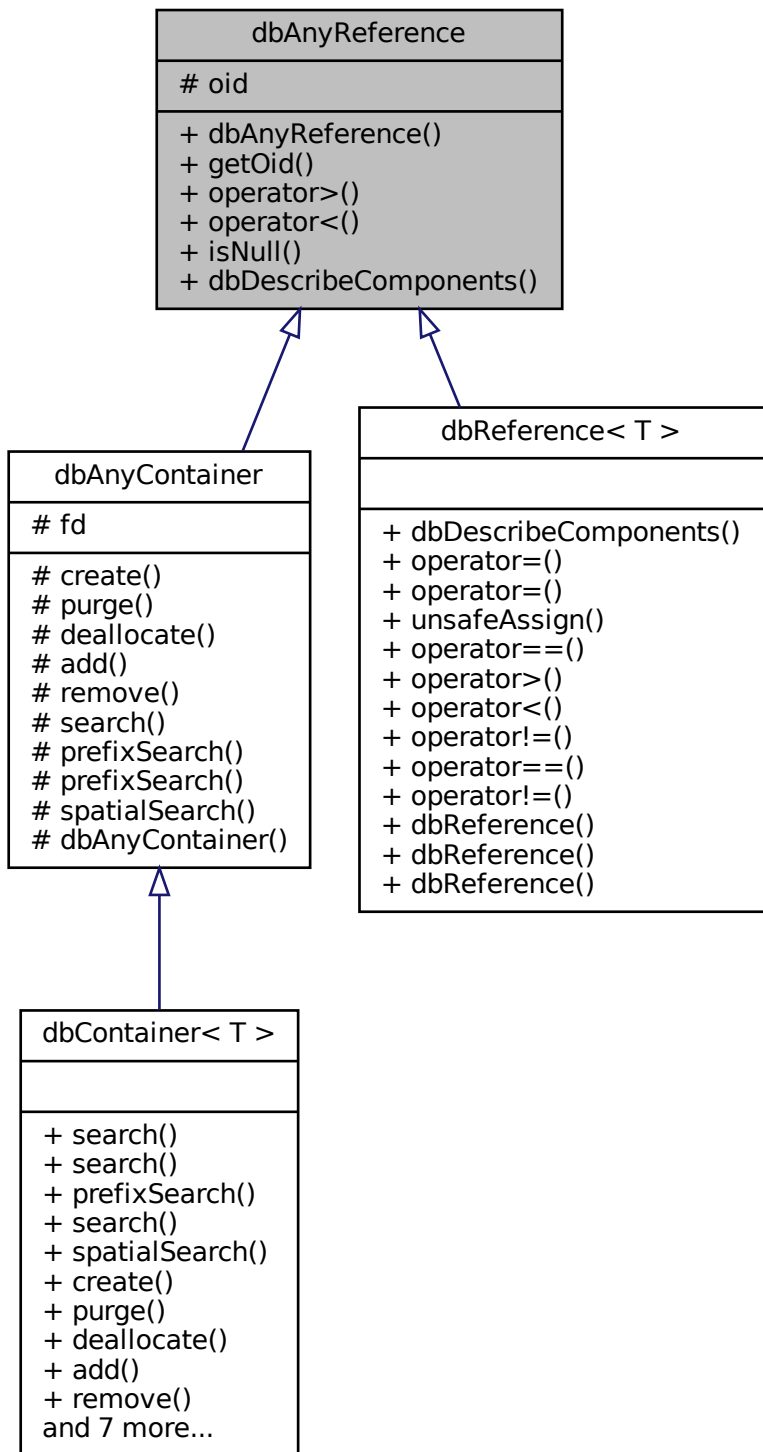 dbAnyReference
# oid
+ dbAnyReference()
+ getOid()
+ operator>()
+ operator<()
+ isNull()
+ dbDescribeComponents()
dbAnyContainer
# fd
# create()
# purge()
# deallocate()
# add()
# remove()
# search()
# prefixSearch()
# prefixSearch()
# spatialSearch()
# dbAnyContainer()
dbReference< T >
+ dbDescribeComponents()
+ operator=()
+ operator=()
+ unsafeAssign()
+ operator==()
+ operator>()
+ operator<()
+ operator!=()
+ operator==()
+ operator!=()
+ dbReference()
+ dbReference()
+ dbReference()
dbContainer< T >
+ search()
+ search()
+ prefixSearch()
+ search()
+ spatialSearch()
+ create()
+ purge()
+ deallocate()
+ add()
+ remove()
and 7 more...